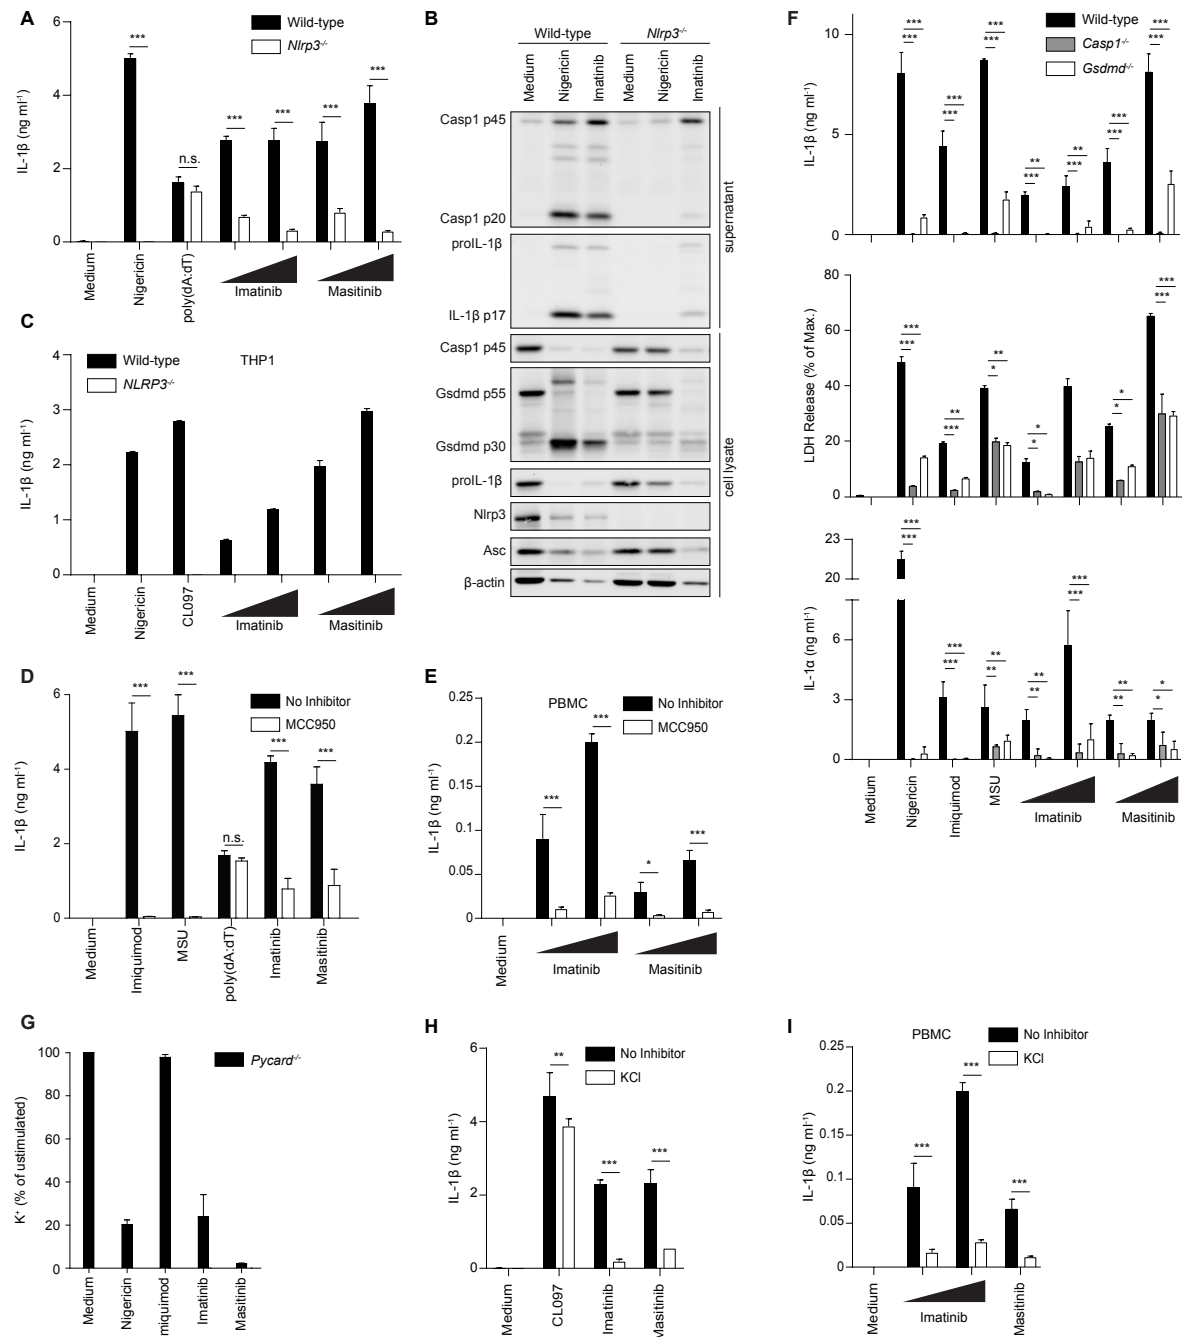 A
Wild-type
Nlrp3-/-
IL-1β (ng ml-1)
6
4
2
0
***
n.s.
***
***
***
***
Medium
Nigericin
poly(dA:dT)
Imatinib
Masitinib
B
Wild-type
Nlrp3-/-
Medium
Nigericin
Imatinib
Medium
Nigericin
Imatinib
Casp1 p45
Casp1 p20
proIL-1β
IL-1β p17
supernatant
Casp1 p45
Gsdmd p55
Gsdmd p30
proIL-1β
Nlrp3
Asc
β-actin
cell lysate
C
Wild-type
NLRP3-/-
THP1
IL-1β (ng ml-1)
4
3
2
1
0
Medium
Nigericin
CL097
Imatinib
Masitinib
D
No Inhibitor
MCC950
IL-1β (ng ml-1)
6
4
2
0
***
***
n.s.
***
***
Medium
Imiquimod
MSU
poly(dA:dT)
Imatinib
Masitinib
E
PBMC
No Inhibitor
MCC950
IL-1β (ng ml-1)
0.25
0.2
0.15
0.1
0.05
0
***
***
*
***
Medium
Imatinib
Masitinib
F
Wild-type
Casp1-/-
Gsdmd-/-
IL-1β (ng ml-1)
10
5
0
***
***
***
***
***
***
**
***
**
***
***
***
***
***
LDH Release (% of Max.)
80
60
40
20
0
***
***
**
***
**
*
*
*
*
*
***
***
IL-1α (ng ml-1)
23
20
6
3
0
***
***
***
***
**
**
**
**
***
***
**
**
*
*
Medium
Nigericin
Imiquimod
MSU
Imatinib
Masitinib
G
Pycard-/-
K+ (% of ustimulated)
100
80
60
40
20
0
Medium
Nigericin
miquimod
Imatinib
Masitinib
H
No Inhibitor
KCl
IL-1β (ng ml-1)
6
4
2
0
**
***
***
Medium
CL097
Imatinib
Masitinib
I
PBMC
No Inhibitor
KCl
IL-1β (ng ml-1)
0.25
0.2
0.15
0.1
0.05
0
***
***
***
Medium
Imatinib
Masitinib